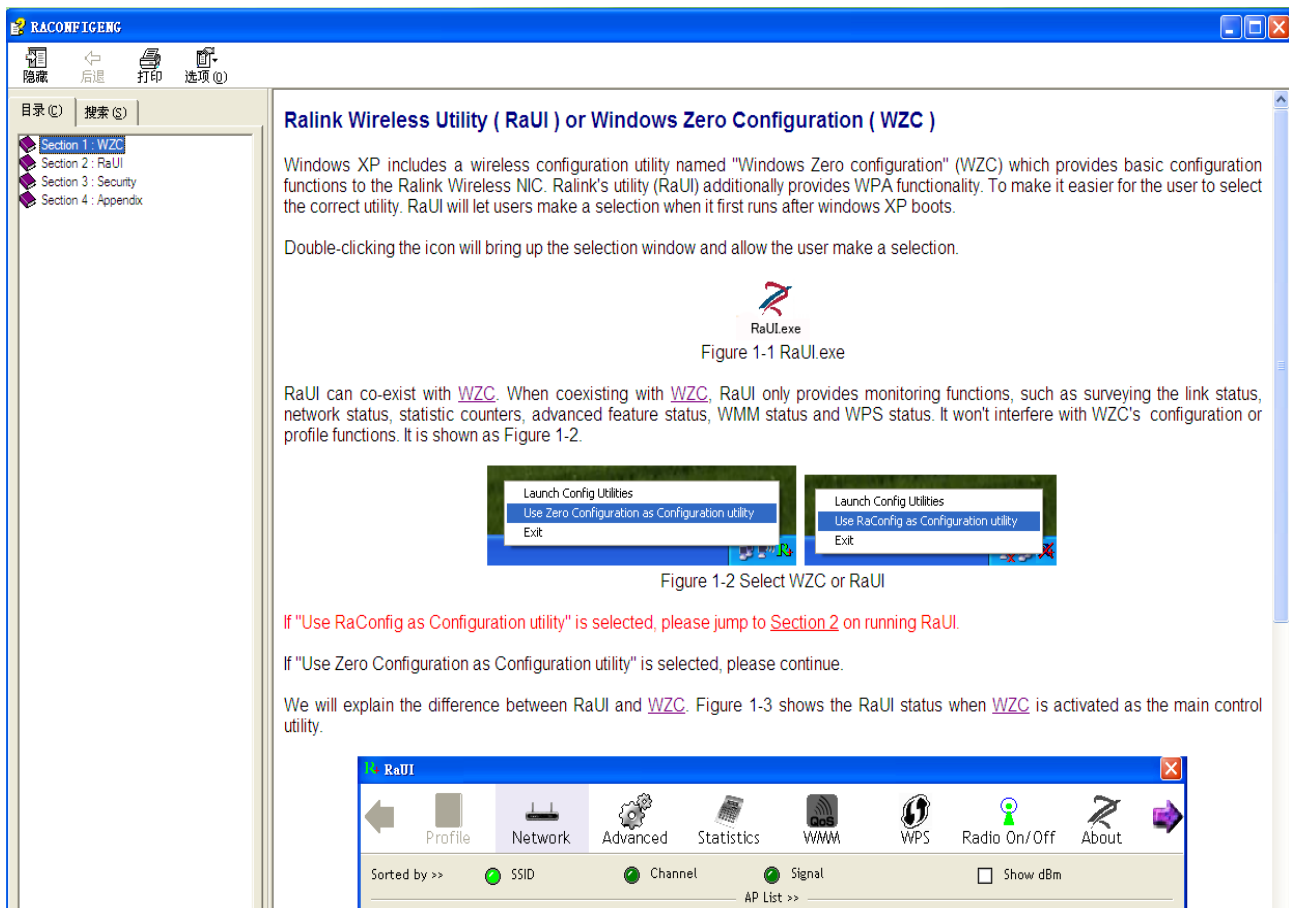 RACONFIGENG
隐藏 后退 打印 选项(O)
目录(C) 搜索(S)
Section 1 : WZC
Section 2 : RaUI
Section 3 : Security
Section 4 : Appendix
Ralink Wireless Utility ( RaUI ) or Windows Zero Configuration ( WZC )
Windows XP includes a wireless configuration utility named "Windows Zero configuration" (WZC) which provides basic configuration
functions to the Ralink Wireless NIC. Ralink's utility (RaUI) additionally provides WPA functionality. To make it easier for the user to select
the correct utility. RaUI will let users make a selection when it first runs after windows XP boots.
Double-clicking the icon will bring up the selection window and allow the user make a selection.
RaUI.exe
Figure 1-1 RaUI.exe
RaUI can co-exist with WZC. When coexisting with WZC, RaUI only provides monitoring functions, such as surveying the link status,
network status, statistic counters, advanced feature status, WMM status and WPS status. It won't interfere with WZC's configuration or
profile functions. It is shown as Figure 1-2.
Launch Config Utilities
Use Zero Configuration as Configuration utility
Exit
Launch Config Utilities
Use RaConfig as Configuration utility
Exit
Figure 1-2 Select WZC or RaUI
If "Use RaConfig as Configuration utility" is selected, please jump to Section 2 on running RaUI.
If "Use Zero Configuration as Configuration utility" is selected, please continue.
We will explain the difference between RaUI and WZC. Figure 1-3 shows the RaUI status when WZC is activated as the main control
utility.
RaUI
Profile Network Advanced Statistics QoS WMM WPS Radio On/Off About
Sorted by >> SSID Channel Signal Show dBm
AP List >>